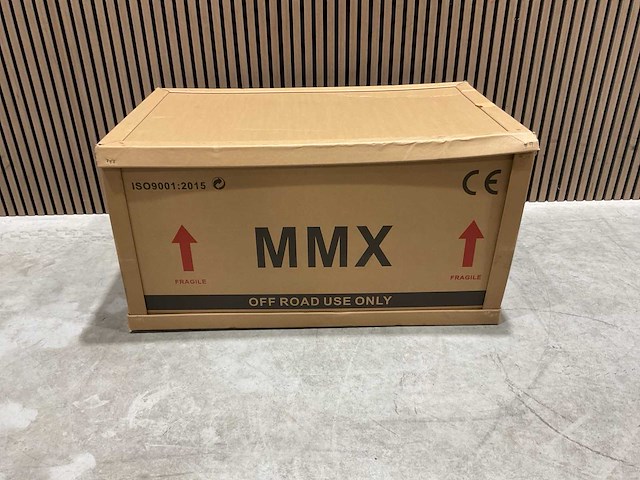 ISO9001:2015
CE
MMX
FRAGILE
FRAGILE
OFF ROAD USE ONLY